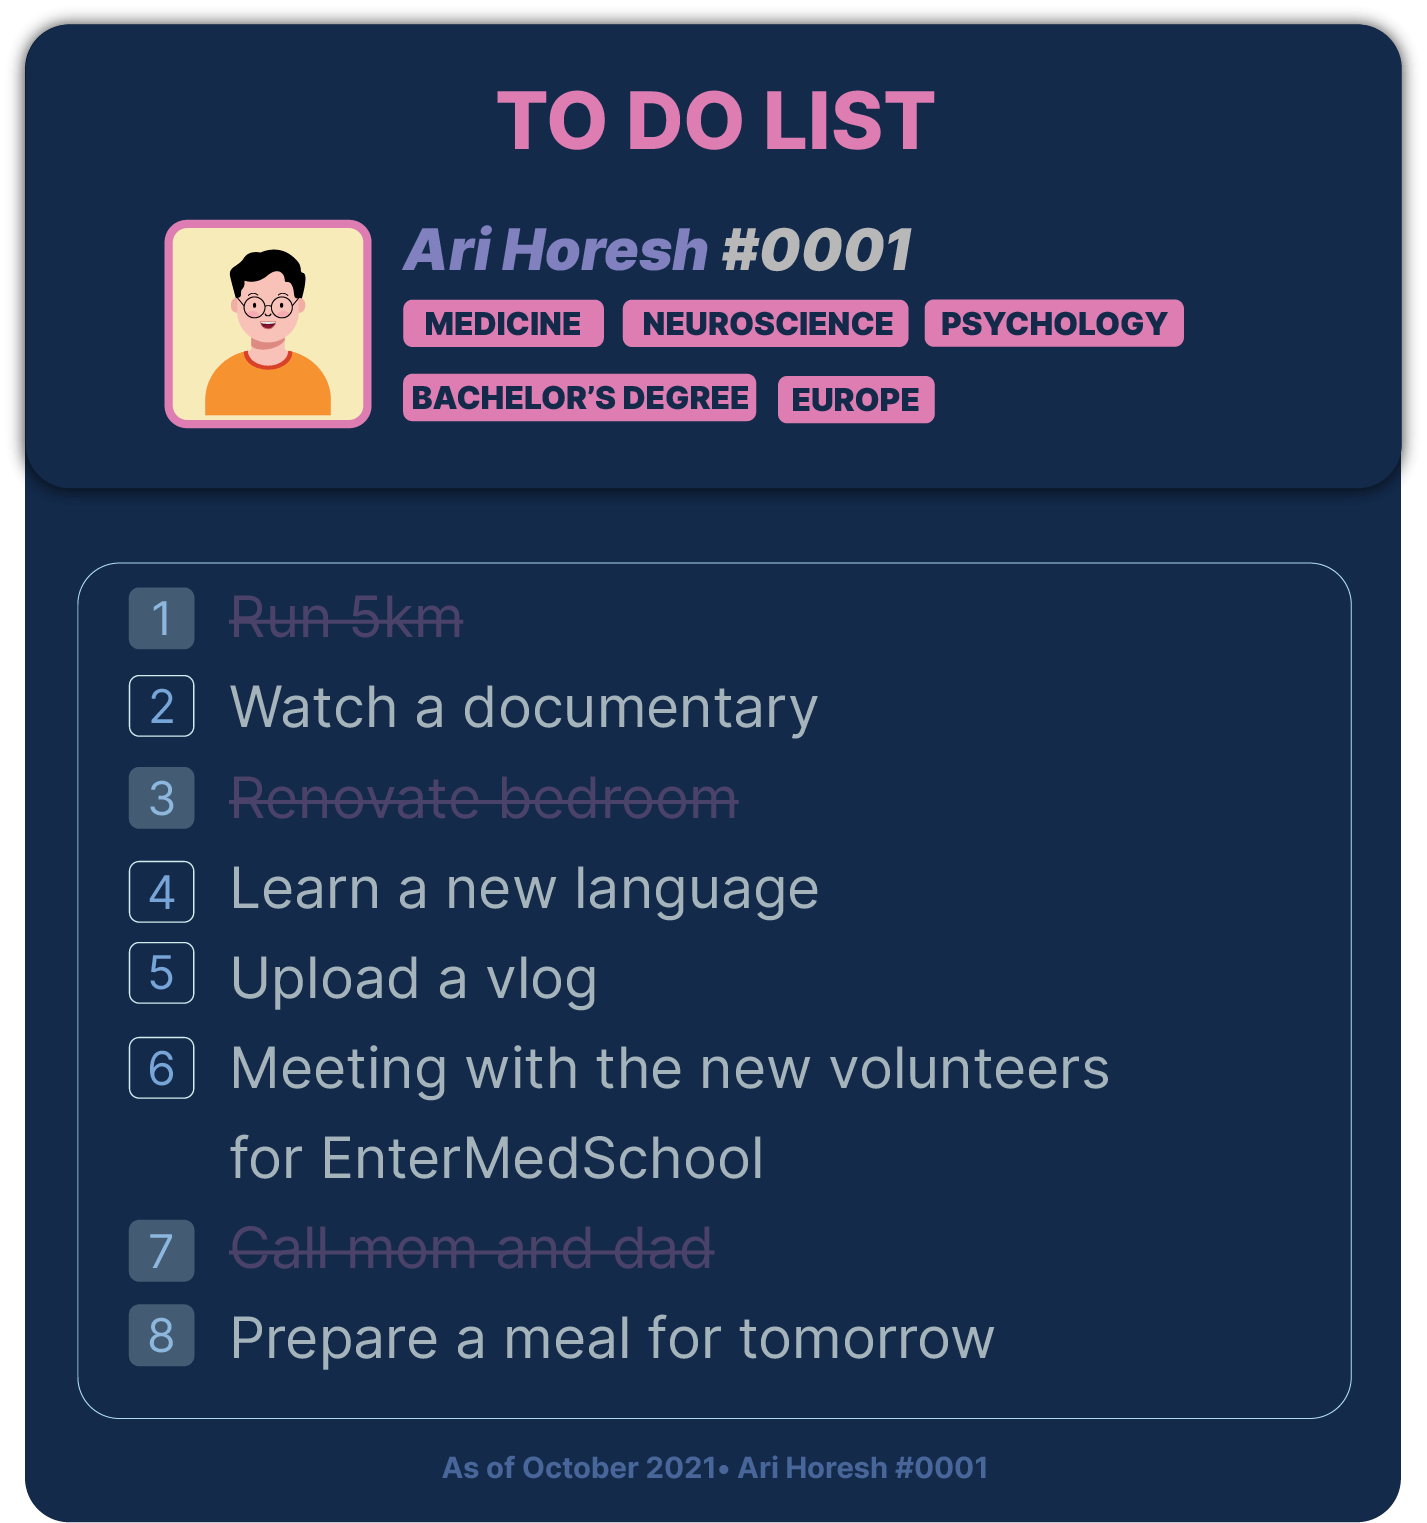 TO DO LIST
Ari Horesh #0001
MEDICINE NEUROSCIENCE PSYCHOLOGY
BACHELOR’S DEGREE EUROPE
1 Run 5km
2 Watch a documentary
3 Renovate bedroom
4 Learn a new language
5 Upload a vlog
6 Meeting with the new volunteers
for EnterMedSchool
7 Call mom and dad
8 Prepare a meal for tomorrow
As of October 2021• Ari Horesh #0001